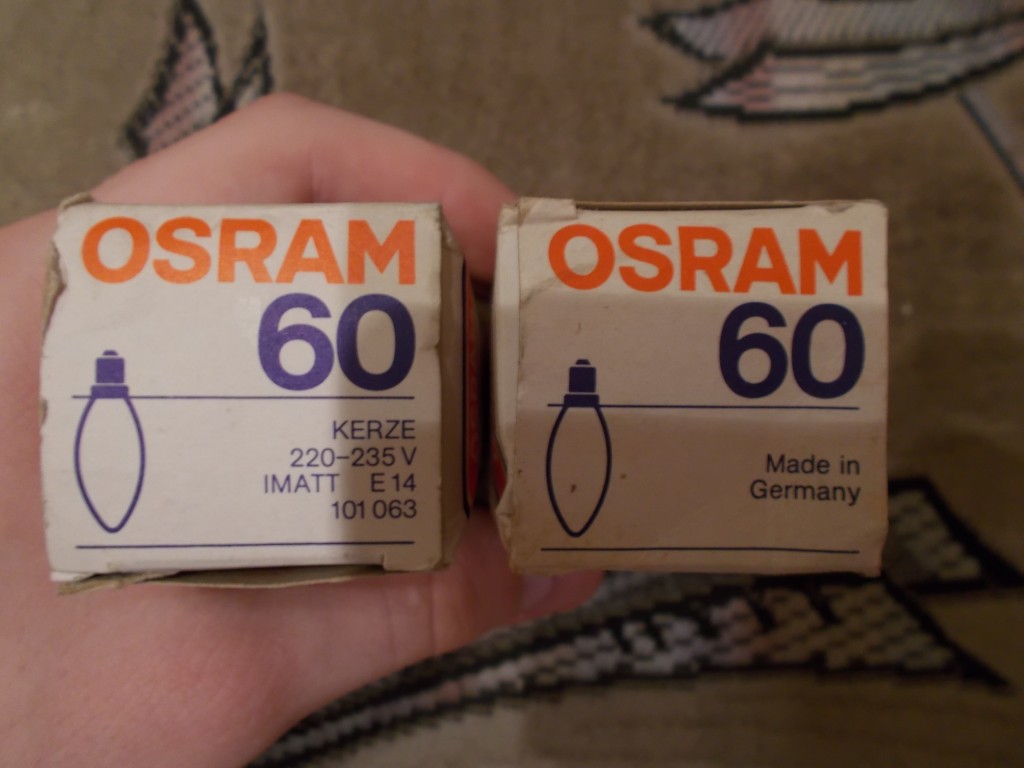 OSRAM
60
KERZE
220-235 V
IMATT E 14
101 063
OSRAM
60
Made in
Germany